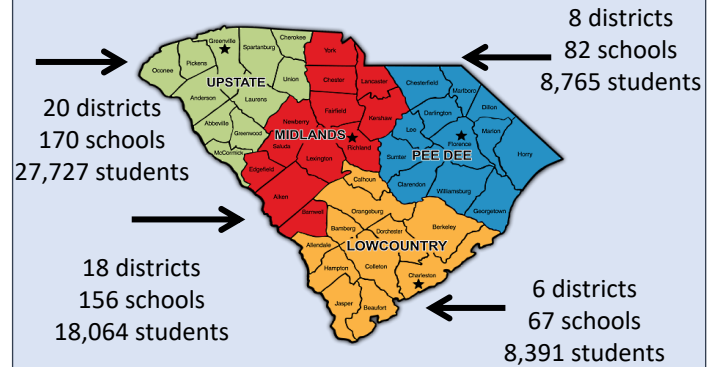 8 districts
82 schools
8,765 students
20 districts
170 schools
27,727 students
18 districts
156 schools
18,064 students
6 districts
67 schools
8,391 students
UPSTATE
Oconee
Pickens
Greenville
Spartanburg
Cherokee
Union
Anderson
Laurens
Abbeville
Greenwood
McCormick
MIDLANDS
York
Chester
Lancaster
Fairfield
Newberry
Kershaw
Saluda
Richland
Lexington
Edgefield
Aiken
Barnwell
PEE DEE
Chesterfield
Marlboro
Darlington
Dillon
Lee
Florence
Marion
Horry
Sumter
Clarendon
Williamsburg
Georgetown
LOWCOUNTRY
Calhoun
Orangeburg
Bamberg
Dorchester
Berkeley
Allendale
Hampton
Colleton
Charleston
Jasper
Beaufort